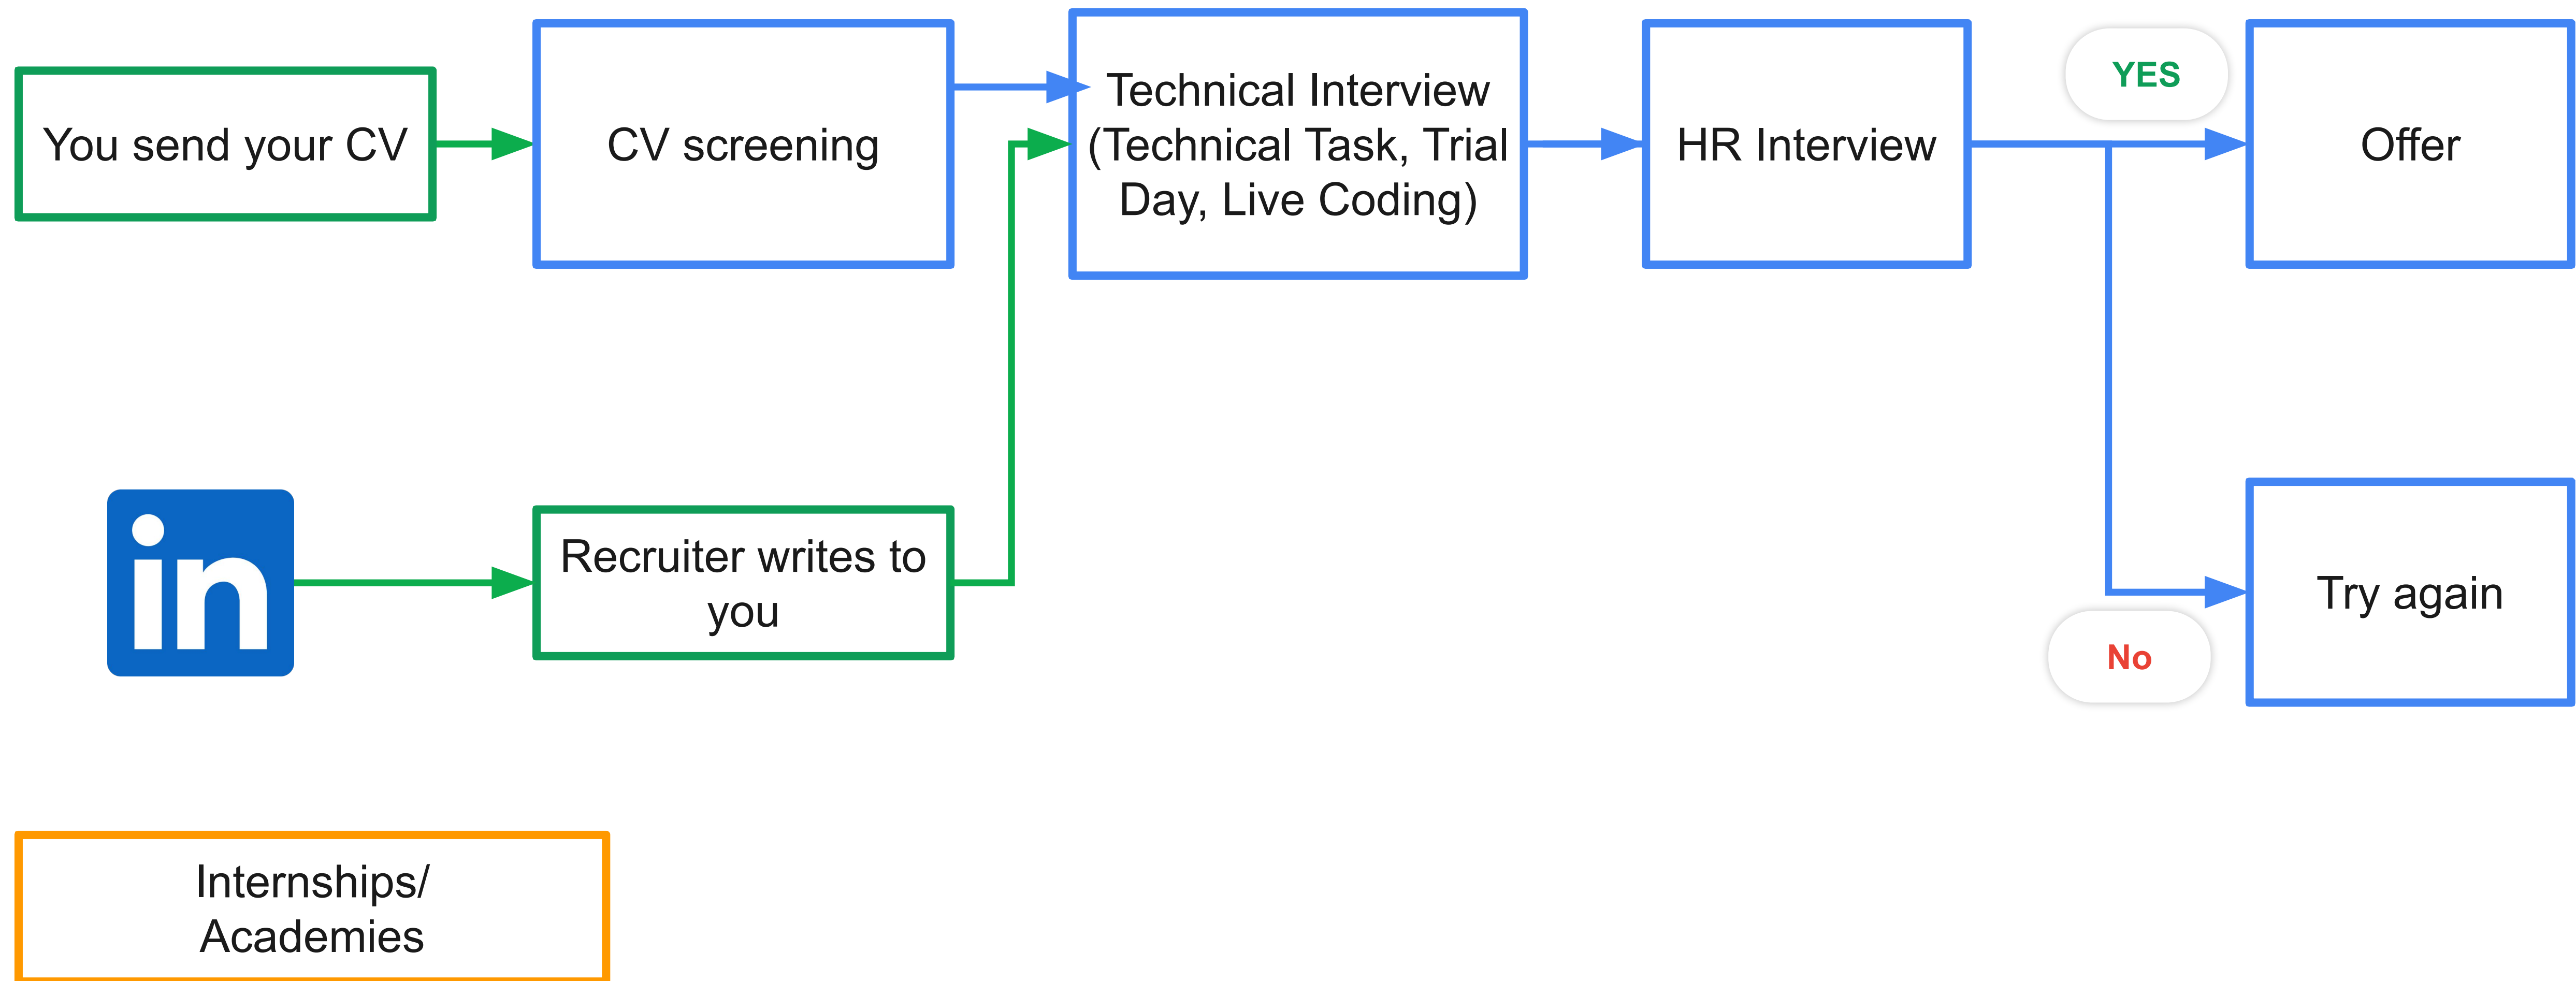 You send your CV
CV screening
Technical Interview
(Technical Task, Trial
Day, Live Coding)
HR Interview
YES
Offer
in
Recruiter writes to
you
No
Try again
Internships/
Academies